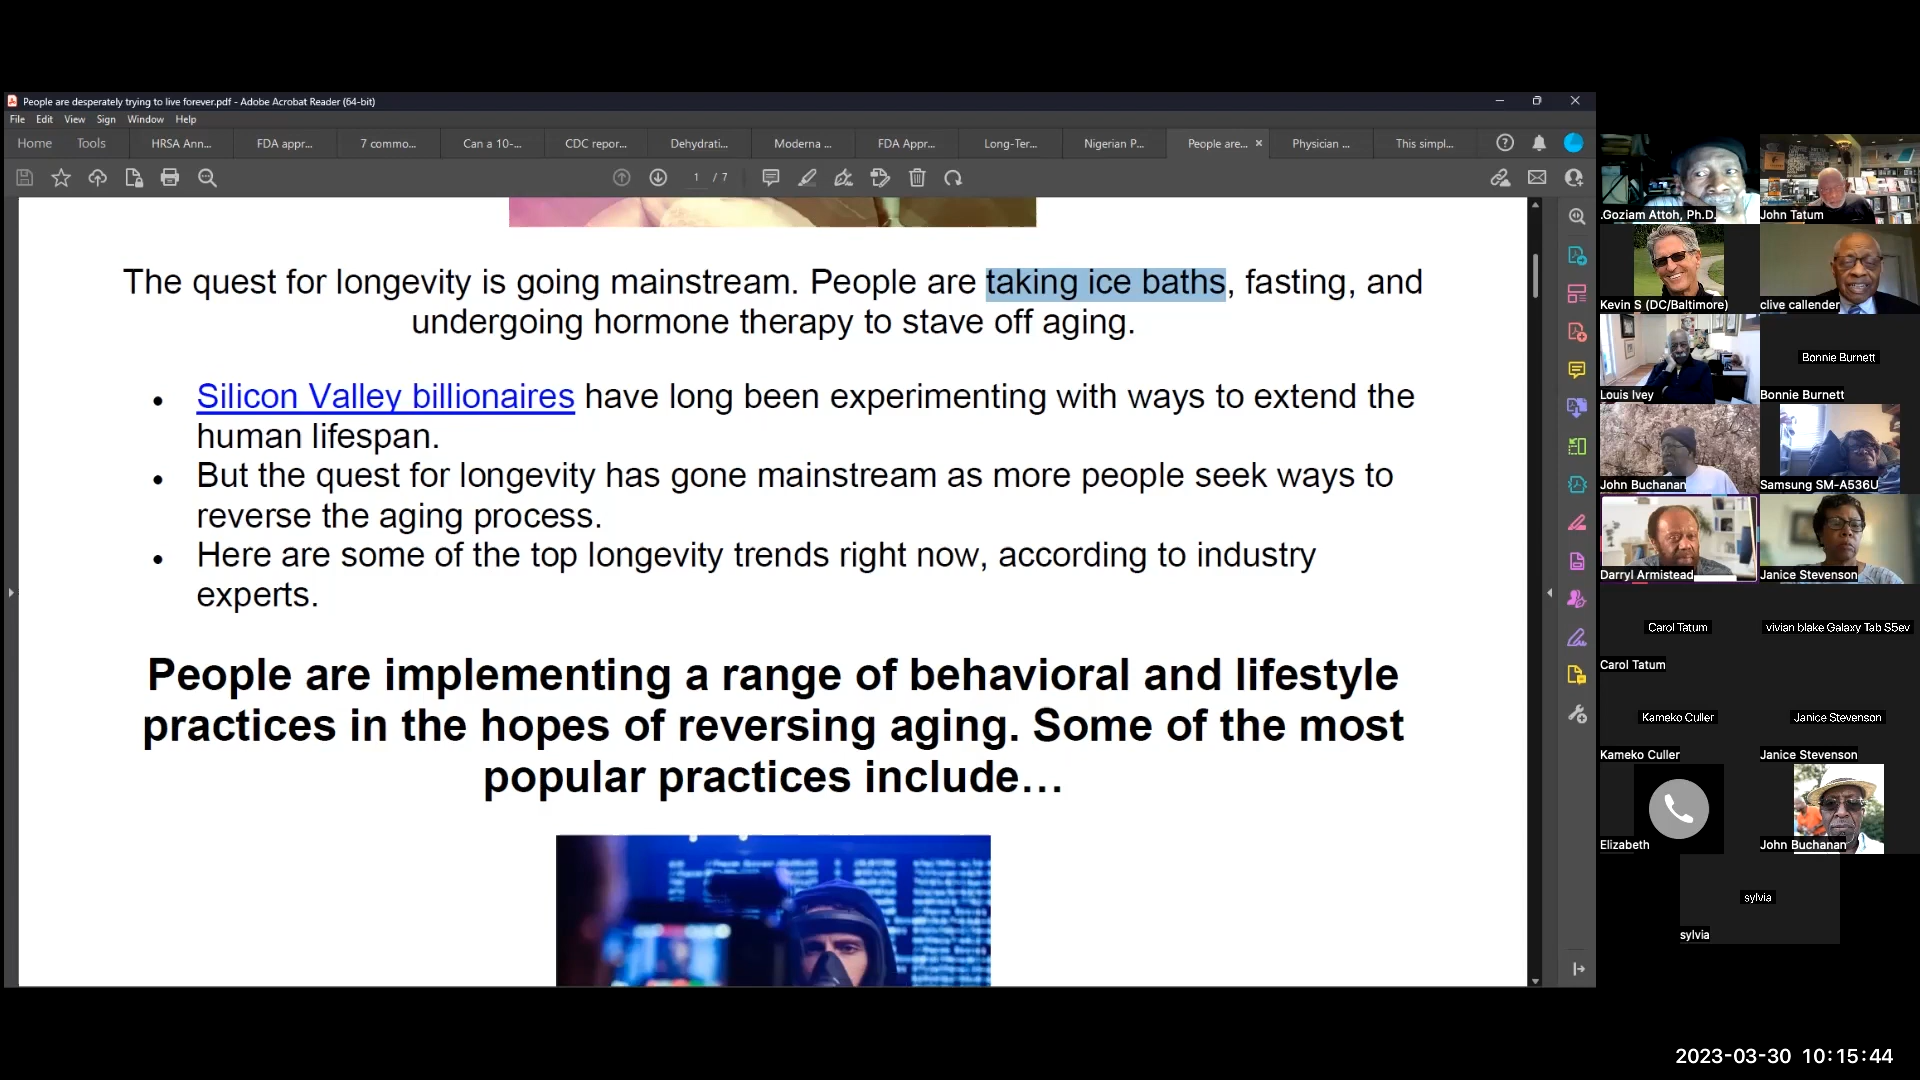 People are desperately trying to live forever.pdf - Adobe Acrobat Reader (64-bit)
File Edit View Sign Window Help
Home Tools HRSA Ann... FDA appr... 7 commo... Can a 10-... CDC repor... Dehydrati... Moderna ... FDA Appr... Long-Ter... Nigerian P... People are... × Physician ... This simpl...
1 / 7
The quest for longevity is going mainstream. People are taking ice baths, fasting, and
undergoing hormone therapy to stave off aging.
• Silicon Valley billionaires have long been experimenting with ways to extend the
human lifespan.
• But the quest for longevity has gone mainstream as more people seek ways to
reverse the aging process.
• Here are some of the top longevity trends right now, according to industry
experts.
People are implementing a range of behavioral and lifestyle
practices in the hopes of reversing aging. Some of the most
popular practices include…
.Goziam Attoh, Ph.D.
John Tatum
Kevin S (DC/Baltimore)
clive callender
Louis Ivey
Bonnie Burnett
Bonnie Burnett
John Buchanan
Samsung SM-A536U
Darryl Armistead
Janice Stevenson
Carol Tatum
Carol Tatum
vivian blake Galaxy Tab S5ev
Kameko Culler
Kameko Culler
Janice Stevenson
Janice Stevenson
Elizabeth
John Buchanan
sylvia
sylvia
2023-03-30 10:15:44